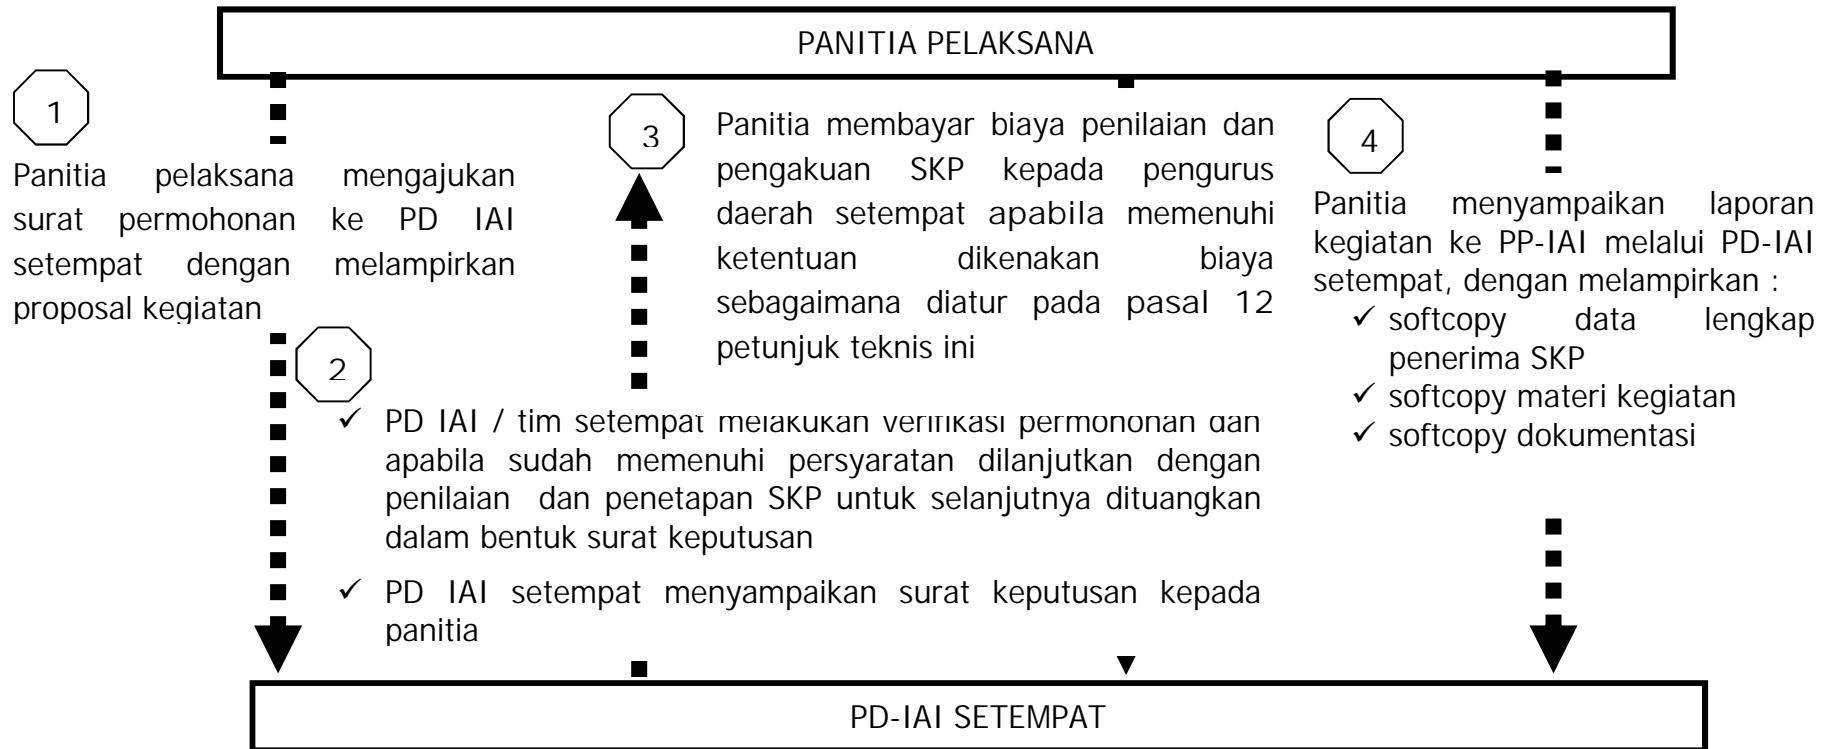 PANITIA PELAKSANA
1
Panitia pelaksana mengajukan
surat permohonan ke PD IAI
setempat dengan melampirkan
proposal kegiatan
2
✓ PD IAI / tim setempat melakukan verifikasi permohonan dan
apabila sudah memenuhi persyaratan dilanjutkan dengan
penilaian dan penetapan SKP untuk selanjutnya dituangkan
dalam bentuk surat keputusan
✓ PD IAI setempat menyampaikan surat keputusan kepada
panitia
3
Panitia membayar biaya penilaian dan
pengakuan SKP kepada pengurus
daerah setempat apabila memenuhi
ketentuan dikenakan biaya
sebagaimana diatur pada pasal 12
petunjuk teknis ini
4
Panitia menyampaikan laporan
kegiatan ke PP-IAI melalui PD-IAI
setempat, dengan melampirkan :
✓ softcopy data lengkap
penerima SKP
✓ softcopy materi kegiatan
✓ softcopy dokumentasi
PD-IAI SETEMPAT